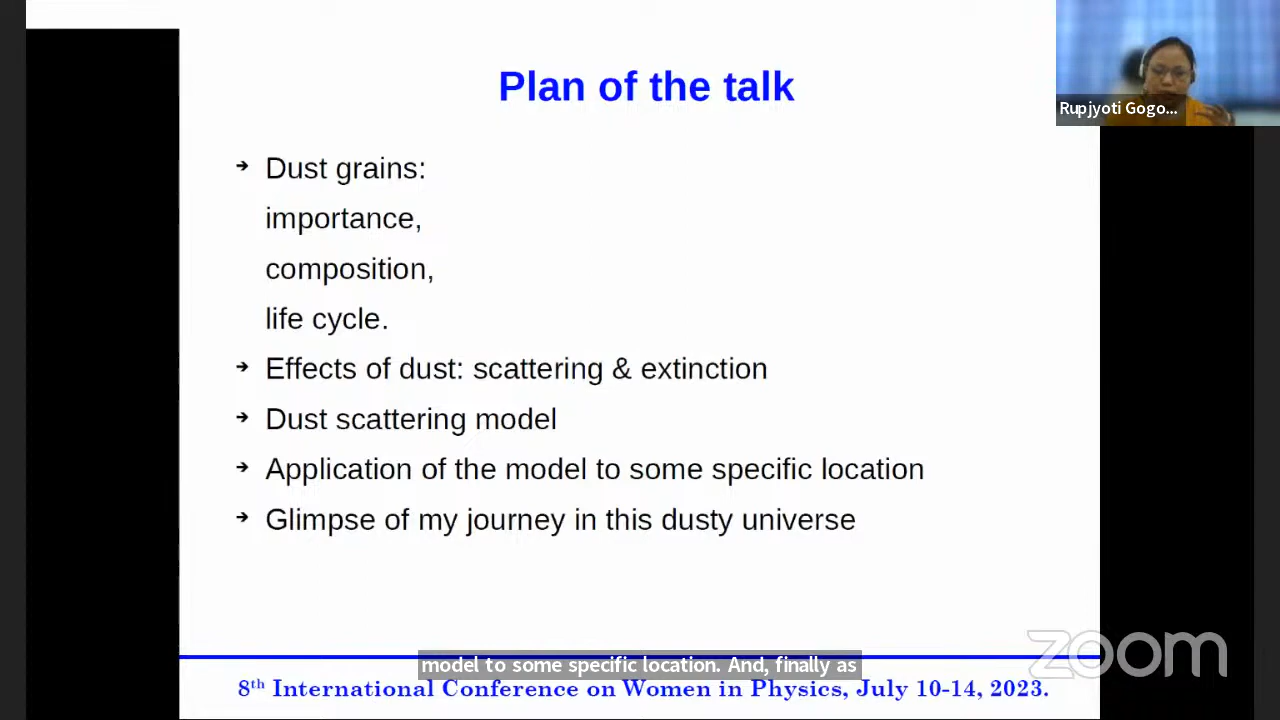 Plan of the talk
Rupjyoti Gogo...
➔ Dust grains:
importance,
composition,
life cycle.
➔ Effects of dust: scattering & extinction
➔ Dust scattering model
➔ Application of the model to some specific location
➔ Glimpse of my journey in this dusty universe
zoom
model to some specific location. And, finally as
8th International Conference on Women in Physics, July 10-14, 2023.